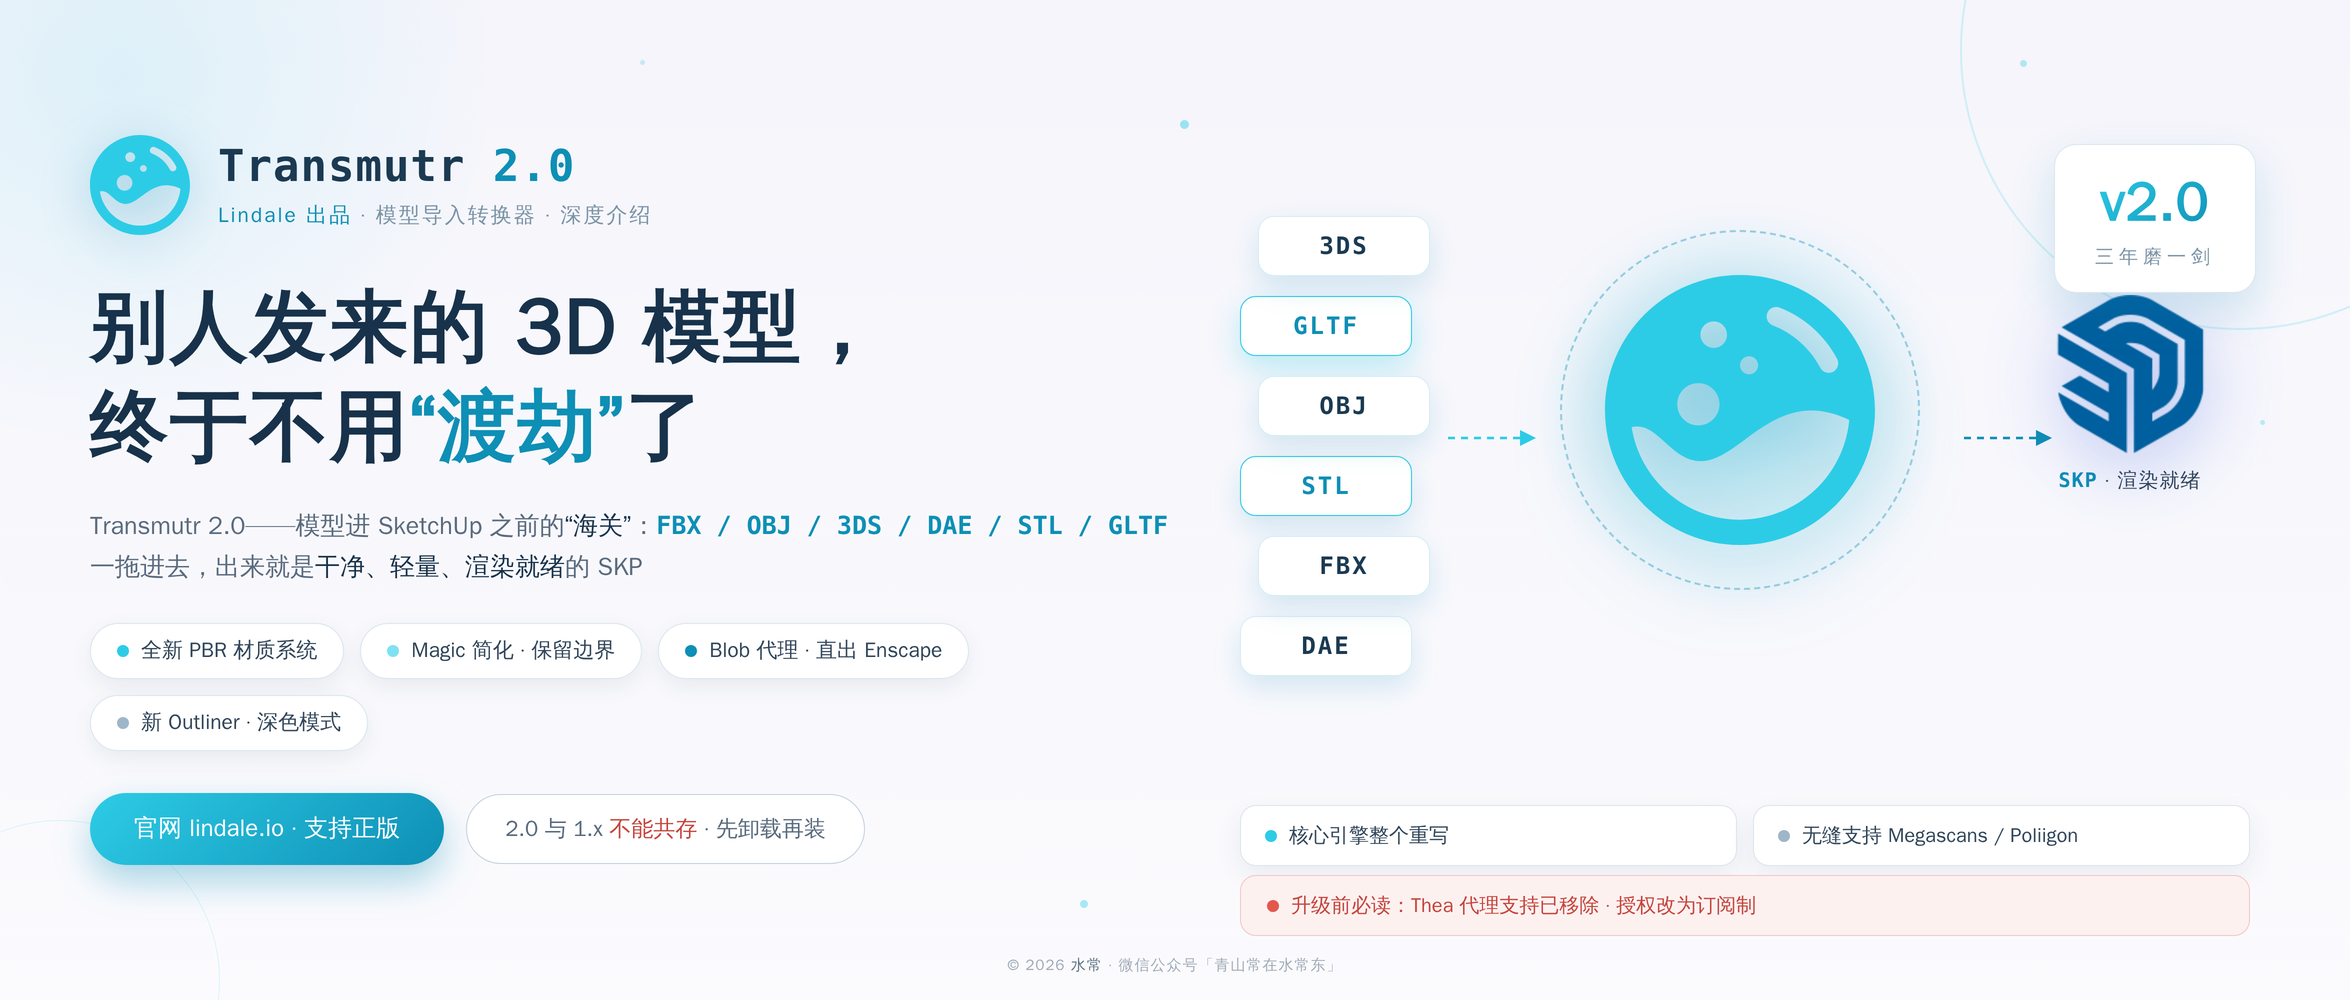 Transmutr 2.0
Lindale 出品 · 模型导入转换器 · 深度介绍
别人发来的 3D 模型，
终于不用“渡劫”了
Transmutr 2.0——模型进 SketchUp 之前的“海关”：FBX / OBJ / 3DS / DAE / STL / GLTF
一拖进去，出来就是干净、轻量、渲染就绪的 SKP
全新 PBR 材质系统
Magic 简化 · 保留边界
Blob 代理 · 直出 Enscape
新 Outliner · 深色模式
官网 lindale.io · 支持正版
2.0 与 1.x 不能共存 · 先卸载再装
3DS
GLTF
OBJ
STL
FBX
DAE
v2.0
三年磨一剑
SKP · 渲染就绪
核心引擎整个重写
无缝支持 Megascans / Poliigon
升级前必读：Thea 代理支持已移除 · 授权改为订阅制
© 2026 水常 · 微信公众号「青山常在水常东」